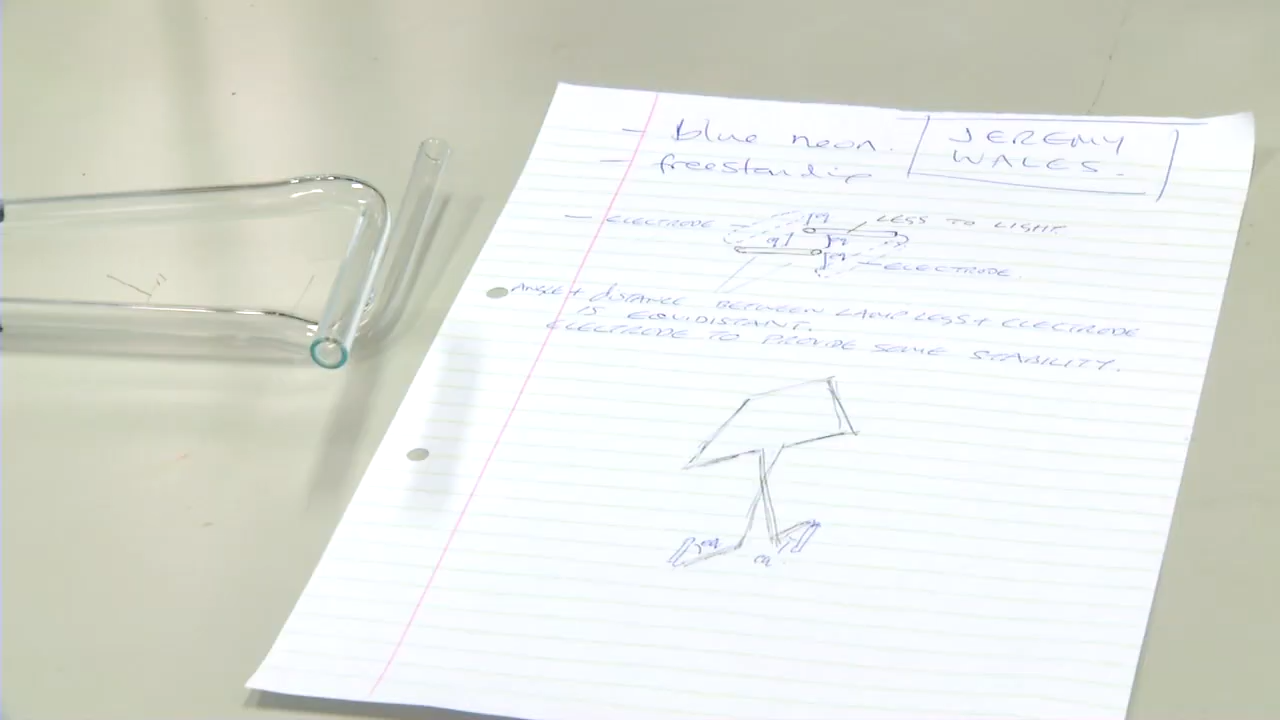 - blue neon.
- freestanding
JEREMY
WALES.
- ELECTRODE
LEGS TO LIGHT.
ELECTRODE.
ANGLE + DISTANCE BETWEEN LAMP LEGS + ELECTRODE
IS EQUIDISTANT.
ELECTRODE TO PROVIDE SOME STABILITY.